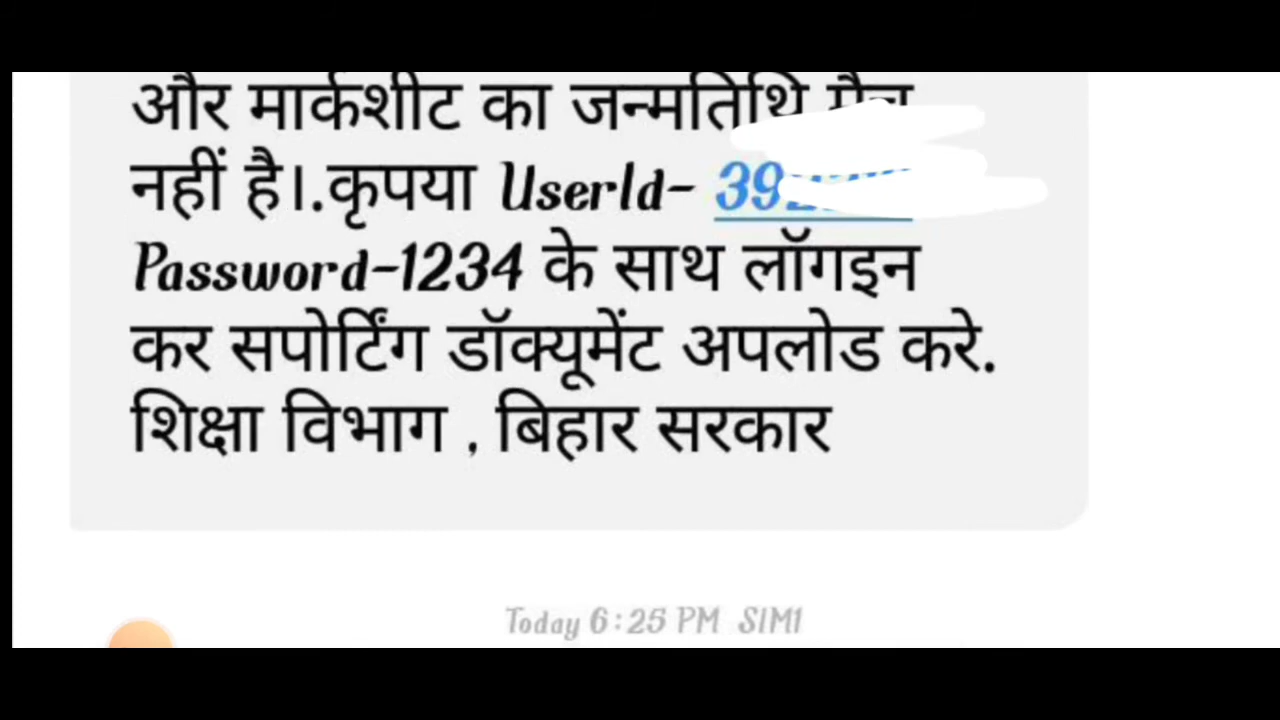 और मार्कशीट का जन्मतिथि
नहीं है।.कृपया UserId- 39
Password-1234 के साथ लॉगइन
कर सपोर्टिंग डॉक्यूमेंट अपलोड करे.
शिक्षा विभाग , बिहार सरकार
Today 6:25 PM SIM1